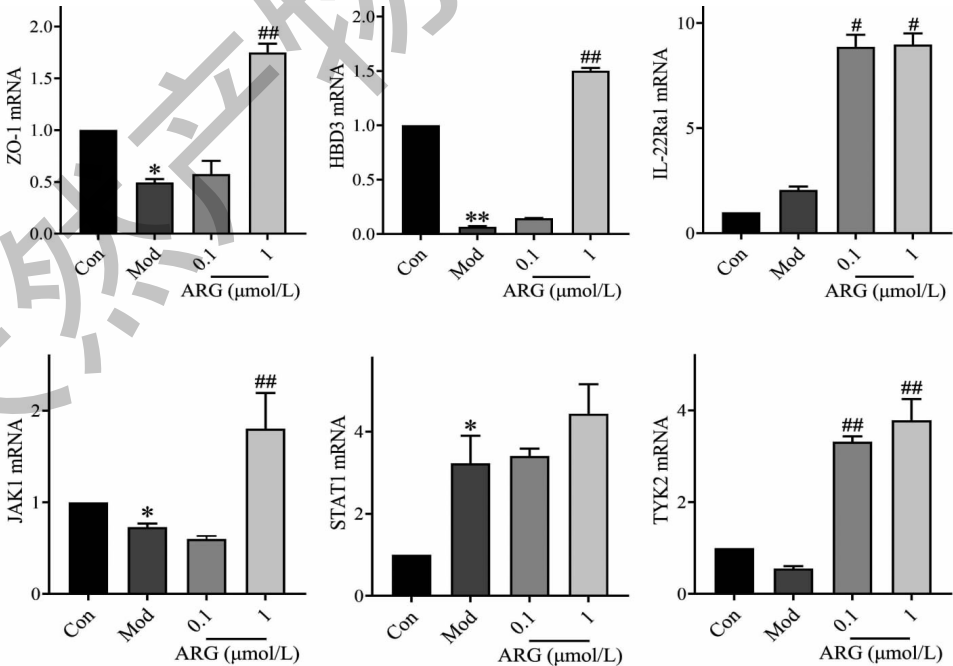 ZO-1 mRNA
2.0
1.5
1.0
0.5
0.0
*
##
Con
Mod
0.1
1
ARG (μmol/L)
HBD3 mRNA
2.0
1.5
1.0
0.5
0.0
**
##
Con
Mod
0.1
1
ARG (μmol/L)
IL-22Ra1 mRNA
10
5
0
#
#
Con
Mod
0.1
1
ARG (μmol/L)
JAK1 mRNA
2
1
0
*
##
Con
Mod
0.1
1
ARG (μmol/L)
STAT1 mRNA
4
2
0
*
Con
Mod
0.1
1
ARG (μmol/L)
TYK2 mRNA
4
2
0
##
##
Con
Mod
0.1
1
ARG (μmol/L)
然产物